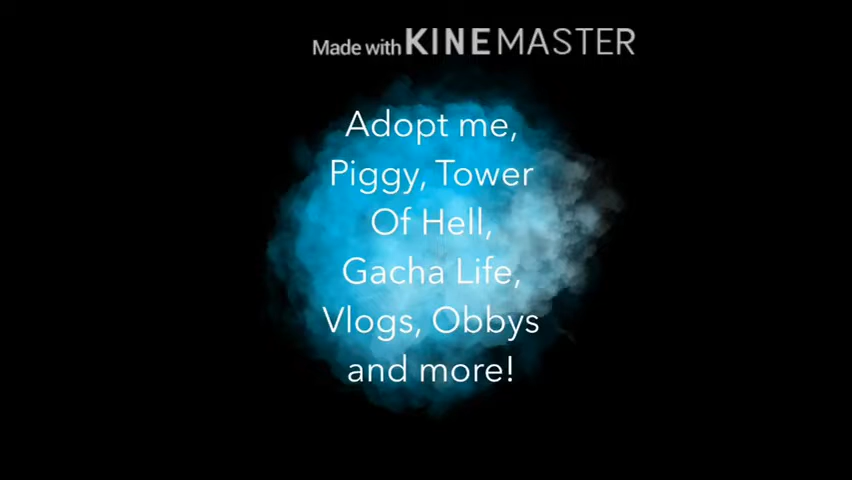 Made with KINEMASTER
Adopt me,
Piggy, Tower
Of Hell,
Gacha Life,
Vlogs, Obbys
and more!